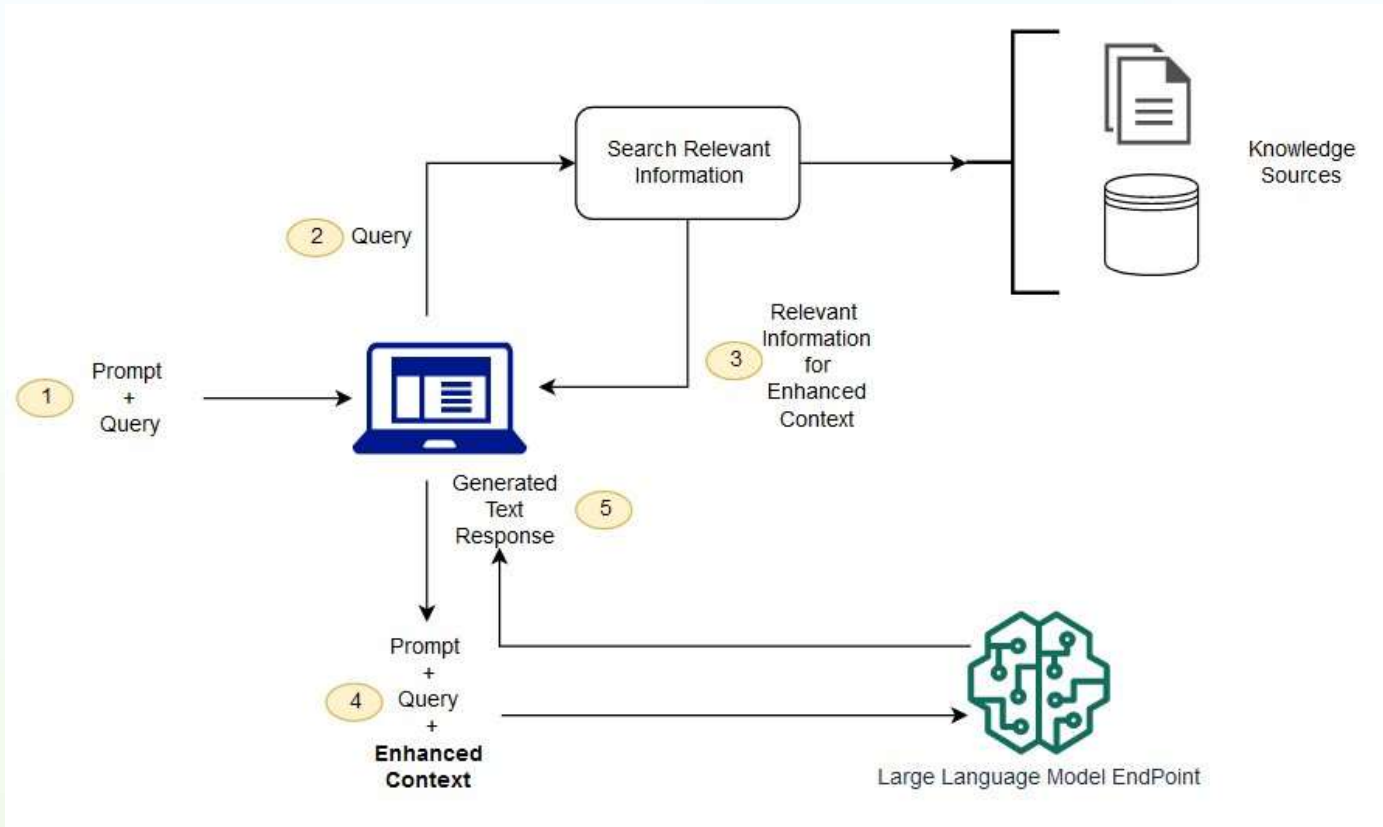 Search Relevant
Information
Knowledge
Sources
2 Query
1
Prompt
+
Query
3
Relevant
Information
for
Enhanced
Context
Generated
Text
Response
5
4
Prompt
+
Query
+
Enhanced
Context
Large Language Model EndPoint